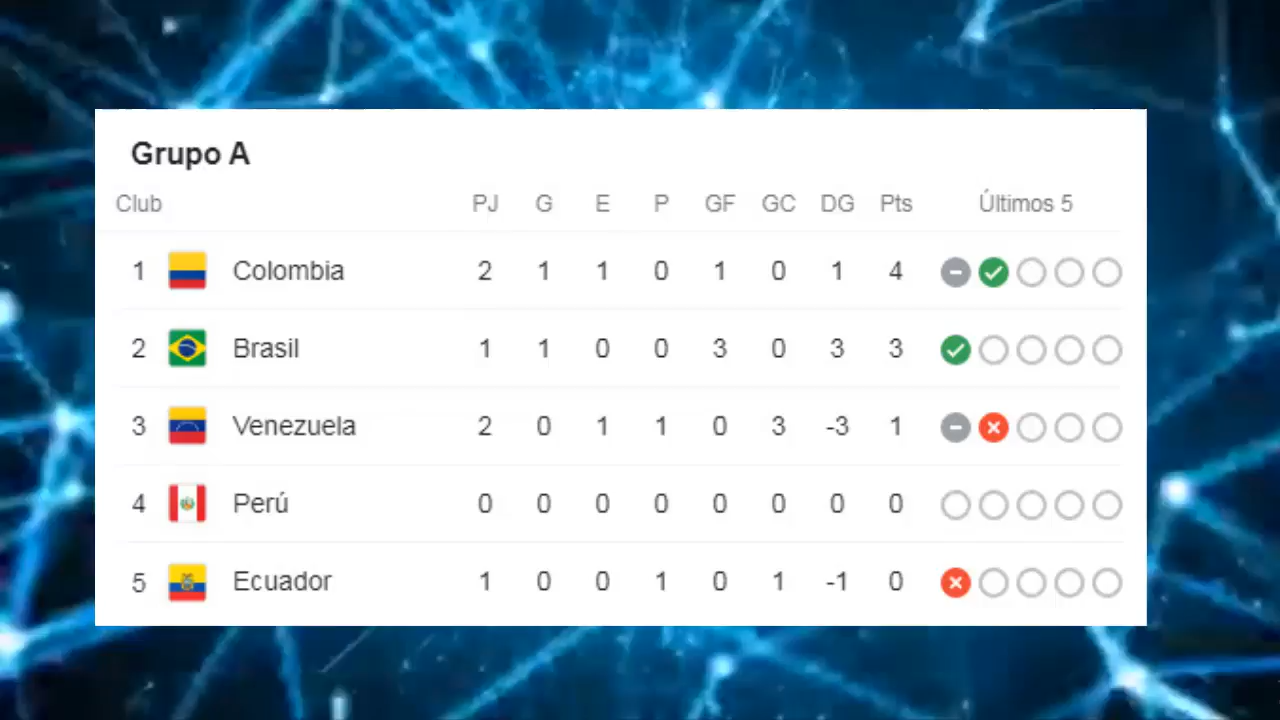 Grupo A
Club PJ G E P GF GC DG Pts Últimos 5
1 Colombia 2 1 1 0 1 0 1 4
2 Brasil 1 1 0 0 3 0 3 3
3 Venezuela 2 0 1 1 0 3 -3 1
4 Perú 0 0 0 0 0 0 0 0
5 Ecuador 1 0 0 1 0 1 -1 0